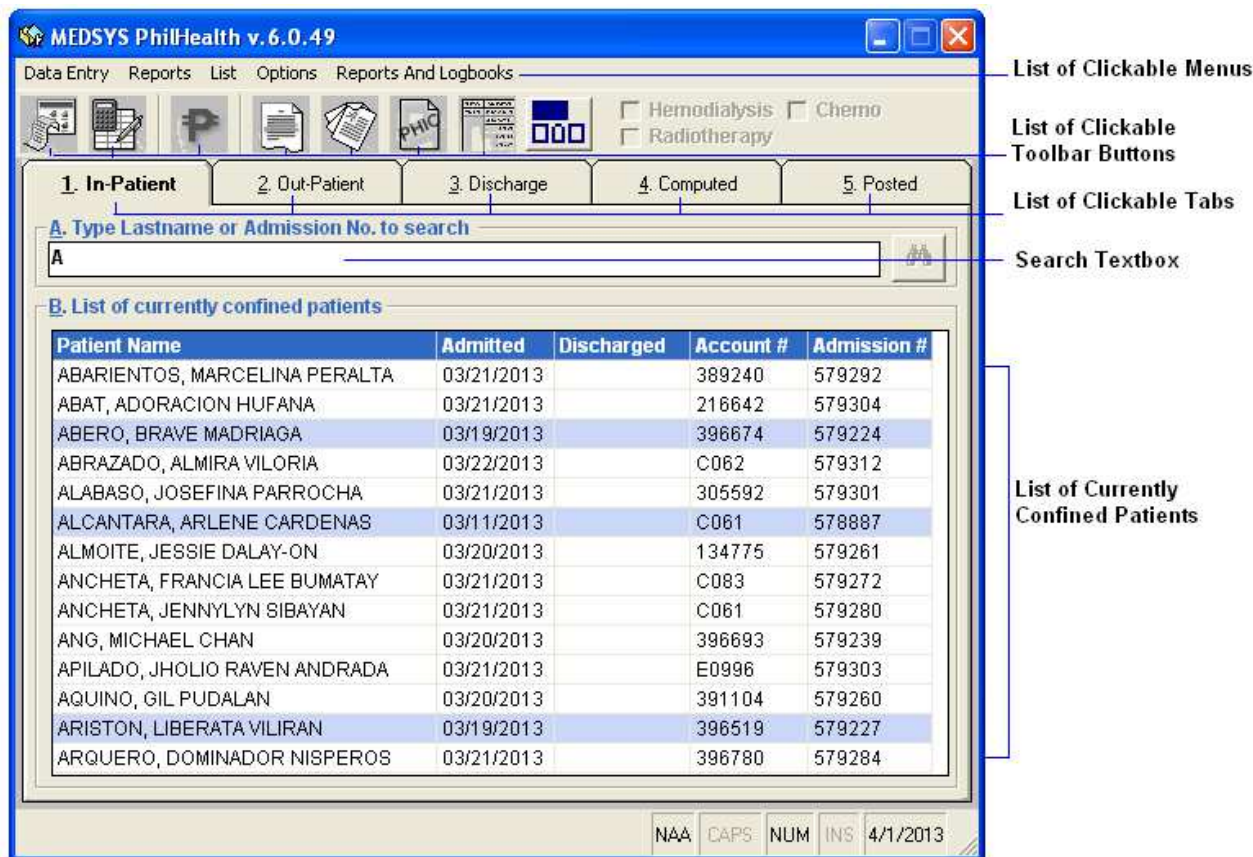 MEDSYS PhilHealth v.6.0.49
Data Entry Reports List Options Reports And Logbooks
List of Clickable Menus
PHIC
Hemodialysis Chemo
Radiotherapy
List of Clickable
Toolbar Buttons
1. In-Patient 2. Out-Patient 3. Discharge 4. Computed 5. Posted
List of Clickable Tabs
A. Type Lastname or Admission No. to search
A
Search Textbox
B. List of currently confined patients
Patient Name Admitted Discharged Account # Admission #
ABARIENTOS, MARCELINA PERALTA 03/21/2013 389240 579292
ABAT, ADORACION HUFANA 03/21/2013 216642 579304
ABERO, BRAVE MADRIAGA 03/19/2013 396674 579224
ABRAZADO, ALMIRA VILORIA 03/22/2013 C062 579312
ALABASO, JOSEFINA PARROCHA 03/21/2013 305592 579301
ALCANTARA, ARLENE CARDENAS 03/11/2013 C061 578887
ALMOITE, JESSIE DALAY-ON 03/20/2013 134775 579261
ANCHETA, FRANCIA LEE BUMATAY 03/21/2013 C083 579272
ANCHETA, JENNYLYN SIBAYAN 03/21/2013 C061 579280
ANG, MICHAEL CHAN 03/20/2013 396693 579239
APILADO, JHOLIO RAVEN ANDRADA 03/21/2013 E0996 579303
AQUINO, GIL PUDALAN 03/20/2013 391104 579260
ARISTON, LIBERATA VILIRAN 03/19/2013 396519 579227
ARQUERO, DOMINADOR NISPEROS 03/21/2013 396780 579284
List of Currently
Confined Patients
NAA CAPS NUM INS 4/1/2013